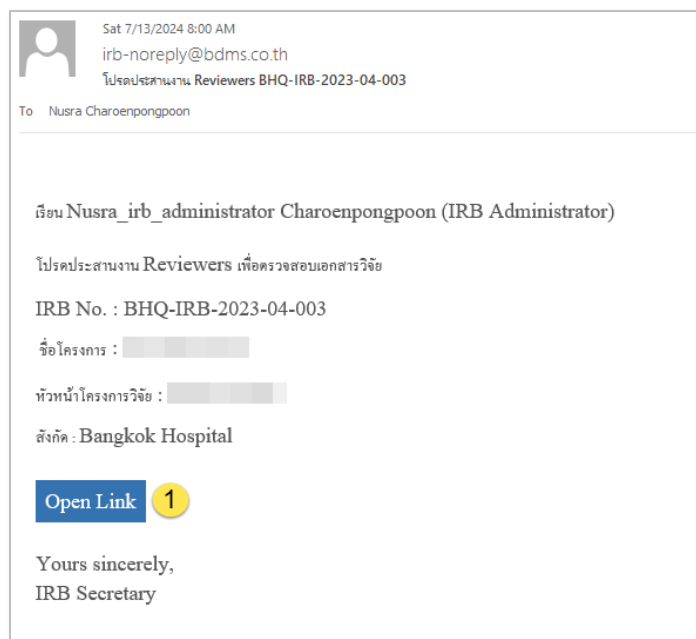 Sat 7/13/2024 8:00 AM
irb-noreply@bdms.co.th
โปรดประสานงาน Reviewers BHQ-IRB-2023-04-003
To Nusra Charoenpongpoon
เรียน Nusra_irb_administrator Charoenpongpoon (IRB Administrator)
โปรดประสานงาน Reviewers เพื่อตรวจสอบเอกสารวิจัย
IRB No. : BHQ-IRB-2023-04-003
ชื่อโครงการ :
หัวหน้าโครงการวิจัย :
สังกัด : Bangkok Hospital
Open Link 1
Yours sincerely,
IRB Secretary